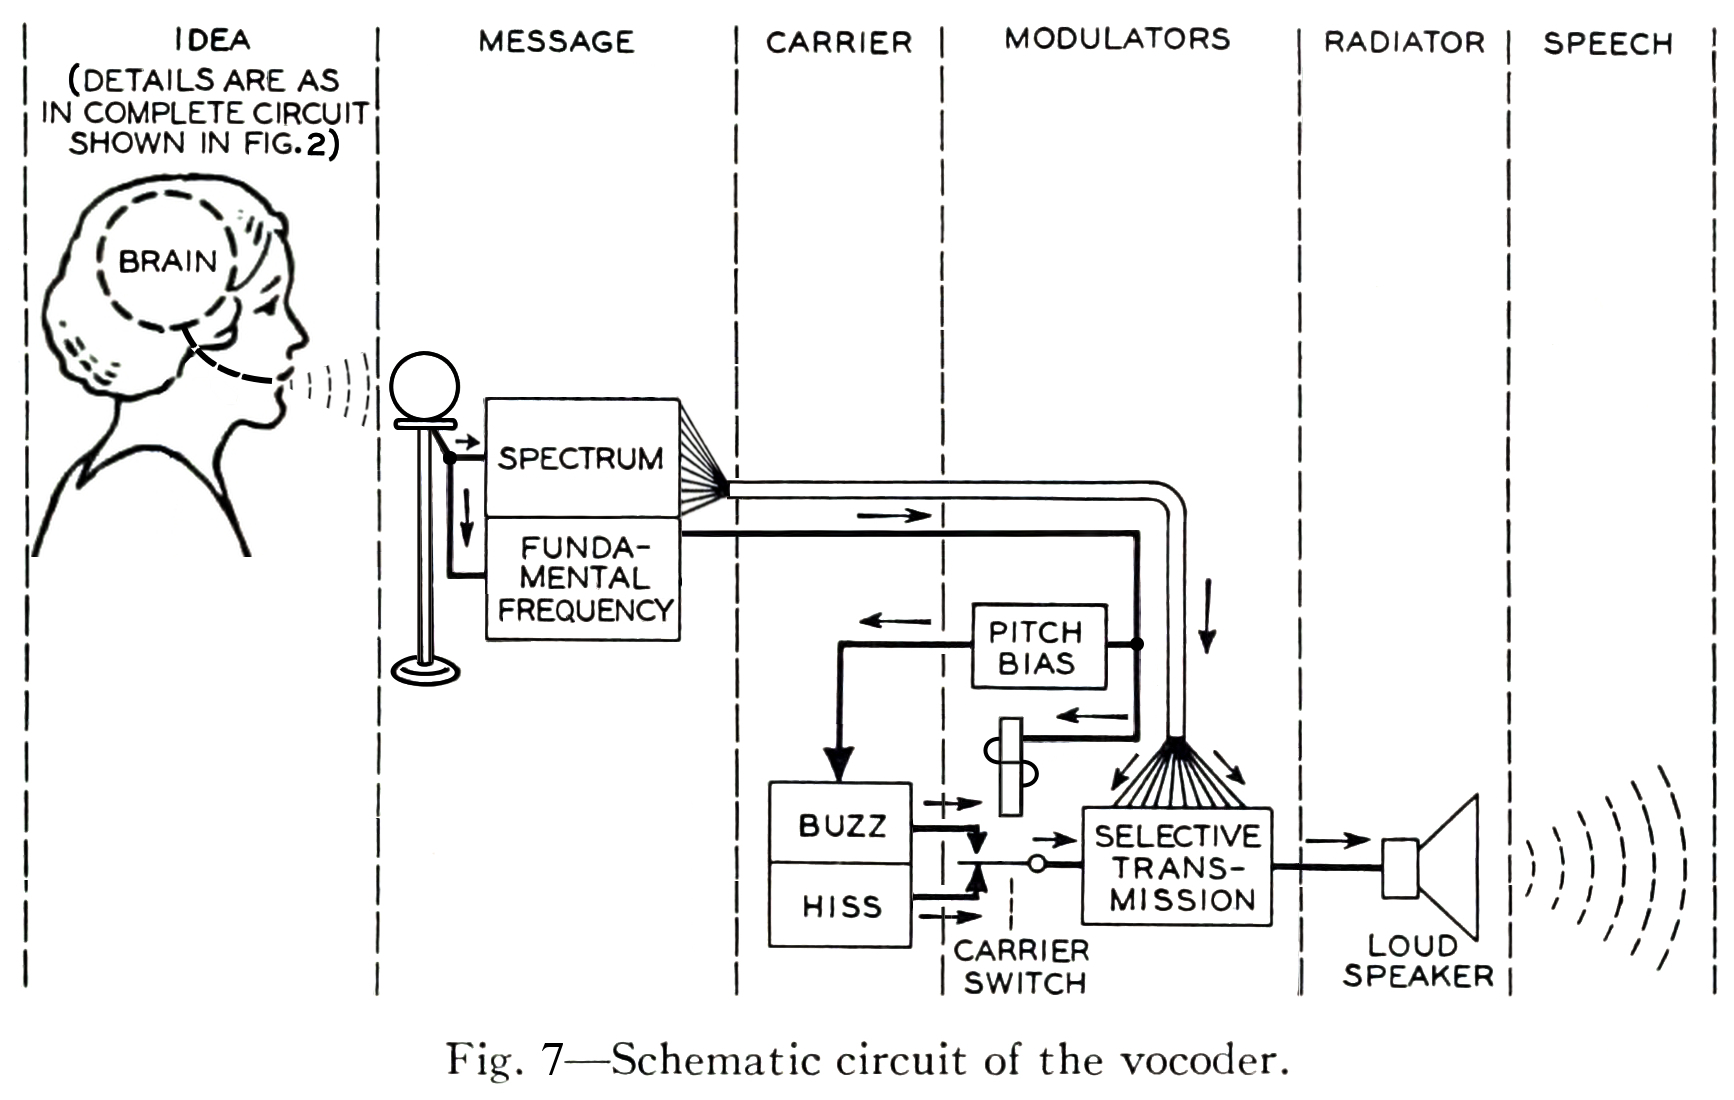 IDEA
(DETAILS ARE AS
IN COMPLETE CIRCUIT
SHOWN IN FIG.2)
MESSAGE
CARRIER
MODULATORS
RADIATOR
SPEECH
BRAIN
SPECTRUM
FUNDA-
MENTAL
FREQUENCY
PITCH
BIAS
BUZZ
HISS
CARRIER
SWITCH
SELECTIVE
TRANS-
MISSION
LOUD
SPEAKER
Fig. 7—Schematic circuit of the vocoder.